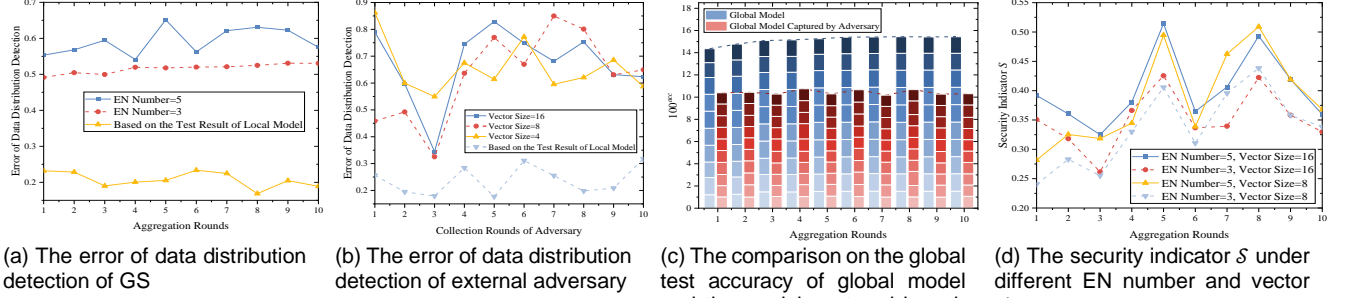 0.7
0.6
0.5
0.4
0.3
0.2
Error of Data Distribution Detection
EN Number=5
EN Number=3
Based on the Test Result of Local Model
1 2 3 4 5 6 7 8 9 10
Aggregation Rounds
(a) The error of data distribution
detection of GS
0.9
0.8
0.7
0.6
0.5
0.4
0.3
0.2
Error of Data Distribution Detection
Vector Size=16
Vector Size=8
Vector Size=4
Based on the Test Result of Local Model
1 2 3 4 5 6 7 8 9 10
Collection Rounds of Adversary
(b) The error of data distribution
detection of external adversary
18
16
14
12
10
8
6
4
2
0
100^acc
Global Model
Global Model Captured by Adversary
1 2 3 4 5 6 7 8 9 10
Aggregation Rounds
(c) The comparison on the global
test accuracy of global model
0.55
0.50
0.45
0.40
0.35
0.30
0.25
0.20
Security Indicator S
EN Number=5, Vector Size=16
EN Number=3, Vector Size=16
EN Number=5, Vector Size=8
EN Number=3, Vector Size=8
1 2 3 4 5 6 7 8 9 10
Aggregation Rounds
(d) The security indicator S under
different EN number and vector